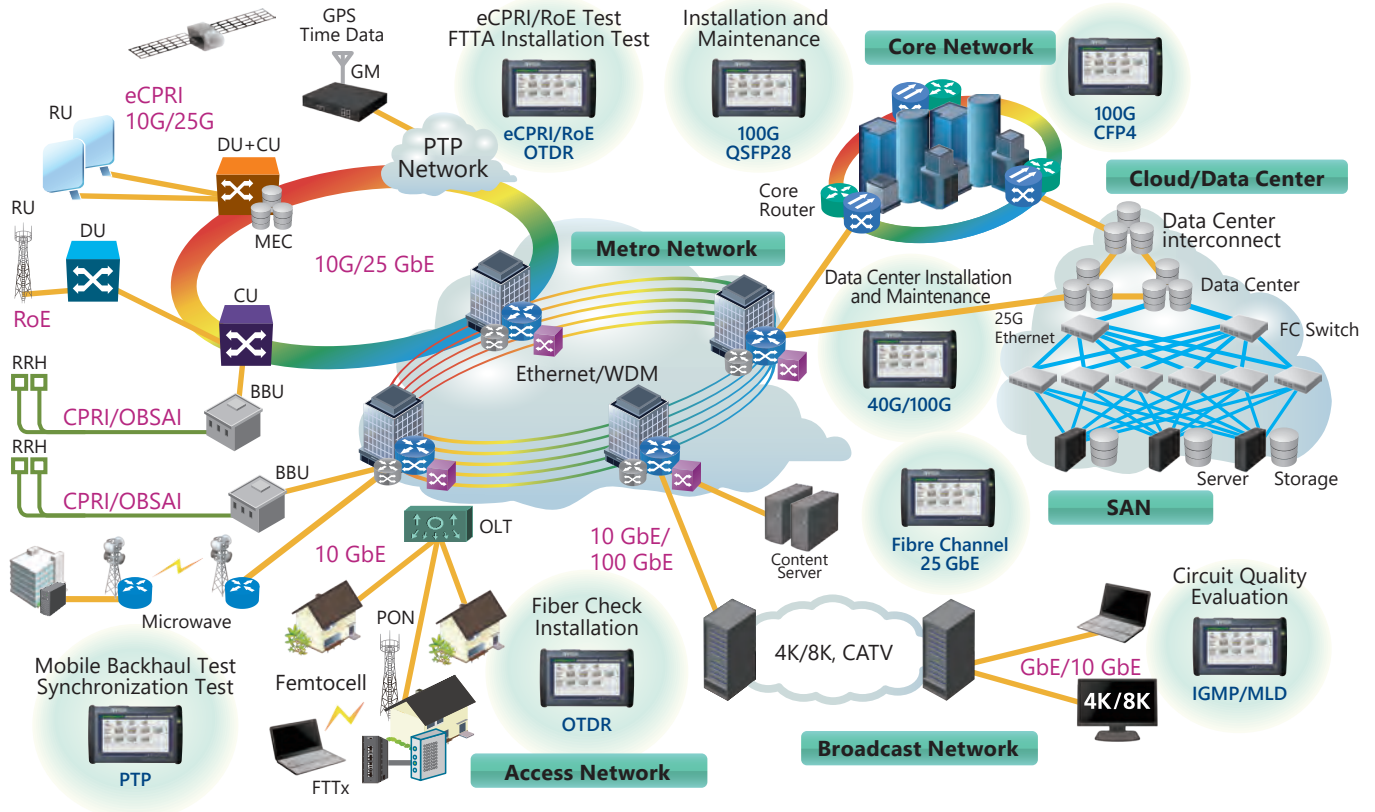 GPS
Time Data
GM
eCPRI/RoE Test
FTTA Installation Test
eCPRI/RoE
OTDR
Installation and
Maintenance
100G
QSFP28
Core Network
100G
CFP4
RU
eCPRI
10G/25G
DU+CU
MEC
PTP
Network
Core
Router
Cloud/Data Center
Data Center
interconnect
RU
DU
RoE
CU
10G/25 GbE
Metro Network
Data Center Installation
and Maintenance
40G/100G
25G
Ethernet
Data Center
FC Switch
Ethernet/WDM
RRH
CPRI/OBSAI
BBU
RRH
CPRI/OBSAI
BBU
Server
Storage
SAN
Fibre Channel
25 GbE
Microwave
10 GbE
OLT
10 GbE/
100 GbE
Content
Server
Mobile Backhaul Test
Synchronization Test
PTP
Femtocell
PON
FTTx
Fiber Check
Installation
OTDR
Access Network
4K/8K, CATV
Broadcast Network
GbE/10 GbE
4K/8K
Circuit Quality
Evaluation
IGMP/MLD